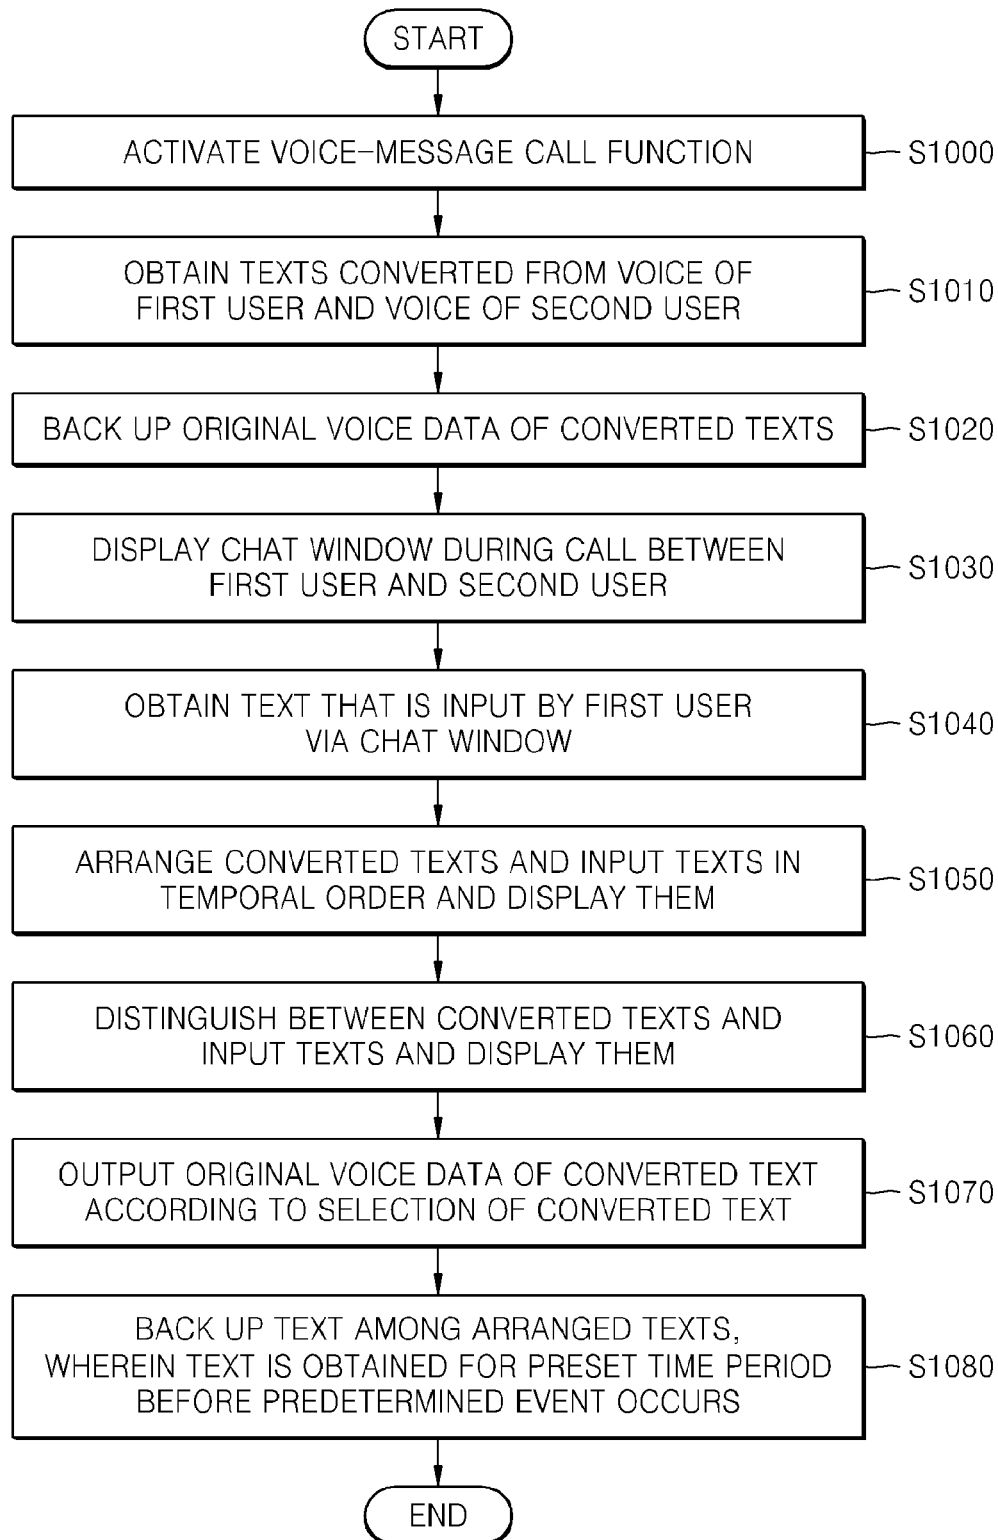 START
ACTIVATE VOICE-MESSAGE CALL FUNCTION
S1000
OBTAIN TEXTS CONVERTED FROM VOICE OF
FIRST USER AND VOICE OF SECOND USER
S1010
BACK UP ORIGINAL VOICE DATA OF CONVERTED TEXTS
S1020
DISPLAY CHAT WINDOW DURING CALL BETWEEN
FIRST USER AND SECOND USER
S1030
OBTAIN TEXT THAT IS INPUT BY FIRST USER
VIA CHAT WINDOW
S1040
ARRANGE CONVERTED TEXTS AND INPUT TEXTS IN
TEMPORAL ORDER AND DISPLAY THEM
S1050
DISTINGUISH BETWEEN CONVERTED TEXTS AND
INPUT TEXTS AND DISPLAY THEM
S1060
OUTPUT ORIGINAL VOICE DATA OF CONVERTED TEXT
ACCORDING TO SELECTION OF CONVERTED TEXT
S1070
BACK UP TEXT AMONG ARRANGED TEXTS,
WHEREIN TEXT IS OBTAINED FOR PRESET TIME PERIOD
BEFORE PREDETERMINED EVENT OCCURS
S1080
END